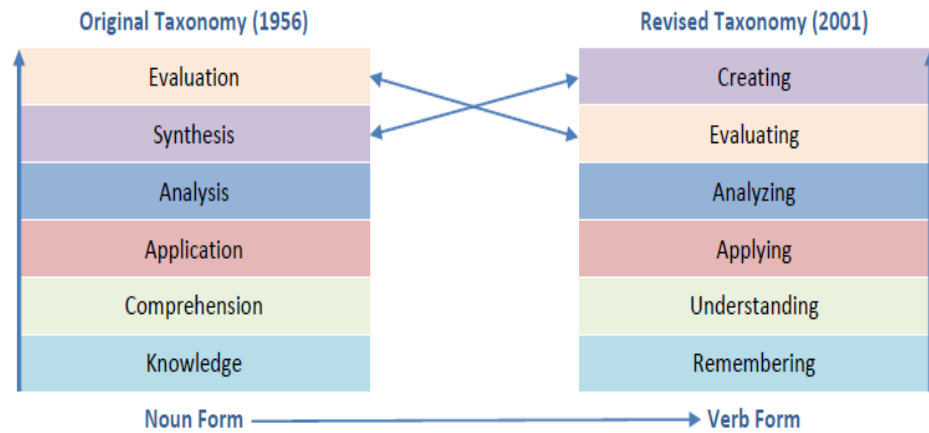 Original Taxonomy (1956)
Revised Taxonomy (2001)
Evaluation
Creating
Synthesis
Evaluating
Analysis
Analyzing
Application
Applying
Comprehension
Understanding
Knowledge
Remembering
Noun Form
Verb Form